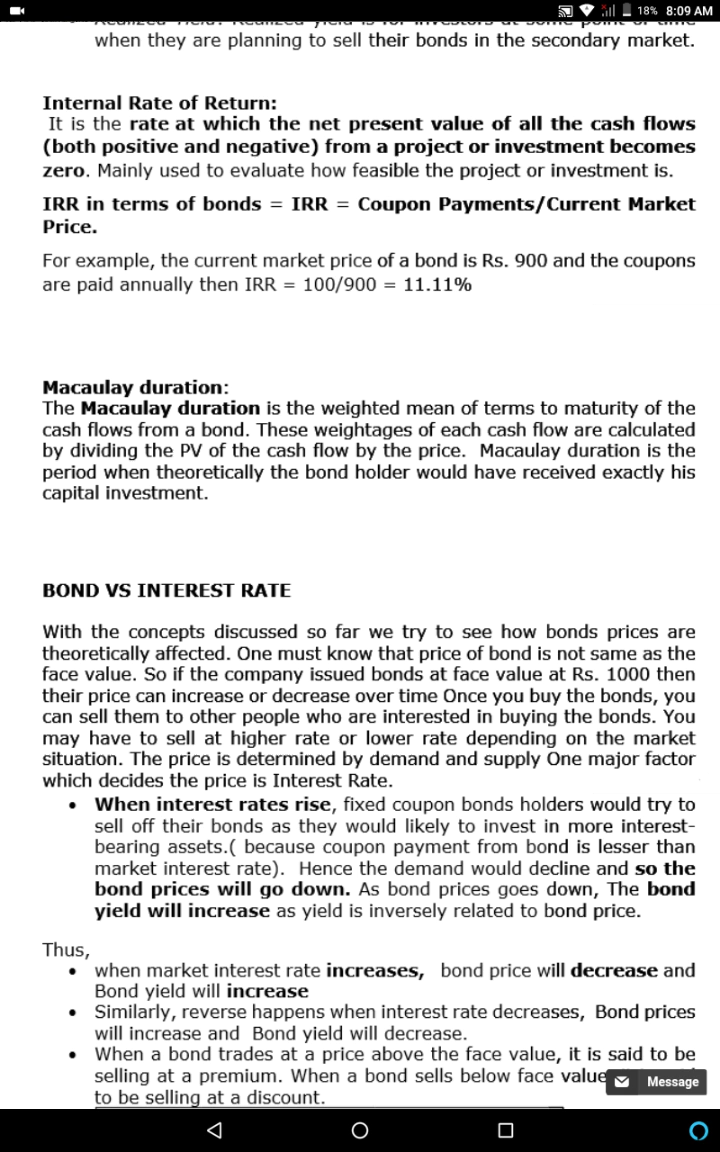 18% 8:09 AM
when they are planning to sell their bonds in the secondary market.
Internal Rate of Return:
It is the rate at which the net present value of all the cash flows
(both positive and negative) from a project or investment becomes
zero. Mainly used to evaluate how feasible the project or investment is.
IRR in terms of bonds = IRR = Coupon Payments/Current Market
Price.
For example, the current market price of a bond is Rs. 900 and the coupons
are paid annually then IRR = 100/900 = 11.11%
Macaulay duration:
The Macaulay duration is the weighted mean of terms to maturity of the
cash flows from a bond. These weightages of each cash flow are calculated
by dividing the PV of the cash flow by the price. Macaulay duration is the
period when theoretically the bond holder would have received exactly his
capital investment.
BOND VS INTEREST RATE
With the concepts discussed so far we try to see how bonds prices are
theoretically affected. One must know that price of bond is not same as the
face value. So if the company issued bonds at face value at Rs. 1000 then
their price can increase or decrease over time Once you buy the bonds, you
can sell them to other people who are interested in buying the bonds. You
may have to sell at higher rate or lower rate depending on the market
situation. The price is determined by demand and supply One major factor
which decides the price is Interest Rate.
• When interest rates rise, fixed coupon bonds holders would try to
sell off their bonds as they would likely to invest in more interest-
bearing assets.( because coupon payment from bond is lesser than
market interest rate). Hence the demand would decline and so the
bond prices will go down. As bond prices goes down, The bond
yield will increase as yield is inversely related to bond price.
Thus,
• when market interest rate increases, bond price will decrease and
Bond yield will increase
• Similarly, reverse happens when interest rate decreases, Bond prices
will increase and Bond yield will decrease.
• When a bond trades at a price above the face value, it is said to be
selling at a premium. When a bond sells below face value
to be selling at a discount.
Message